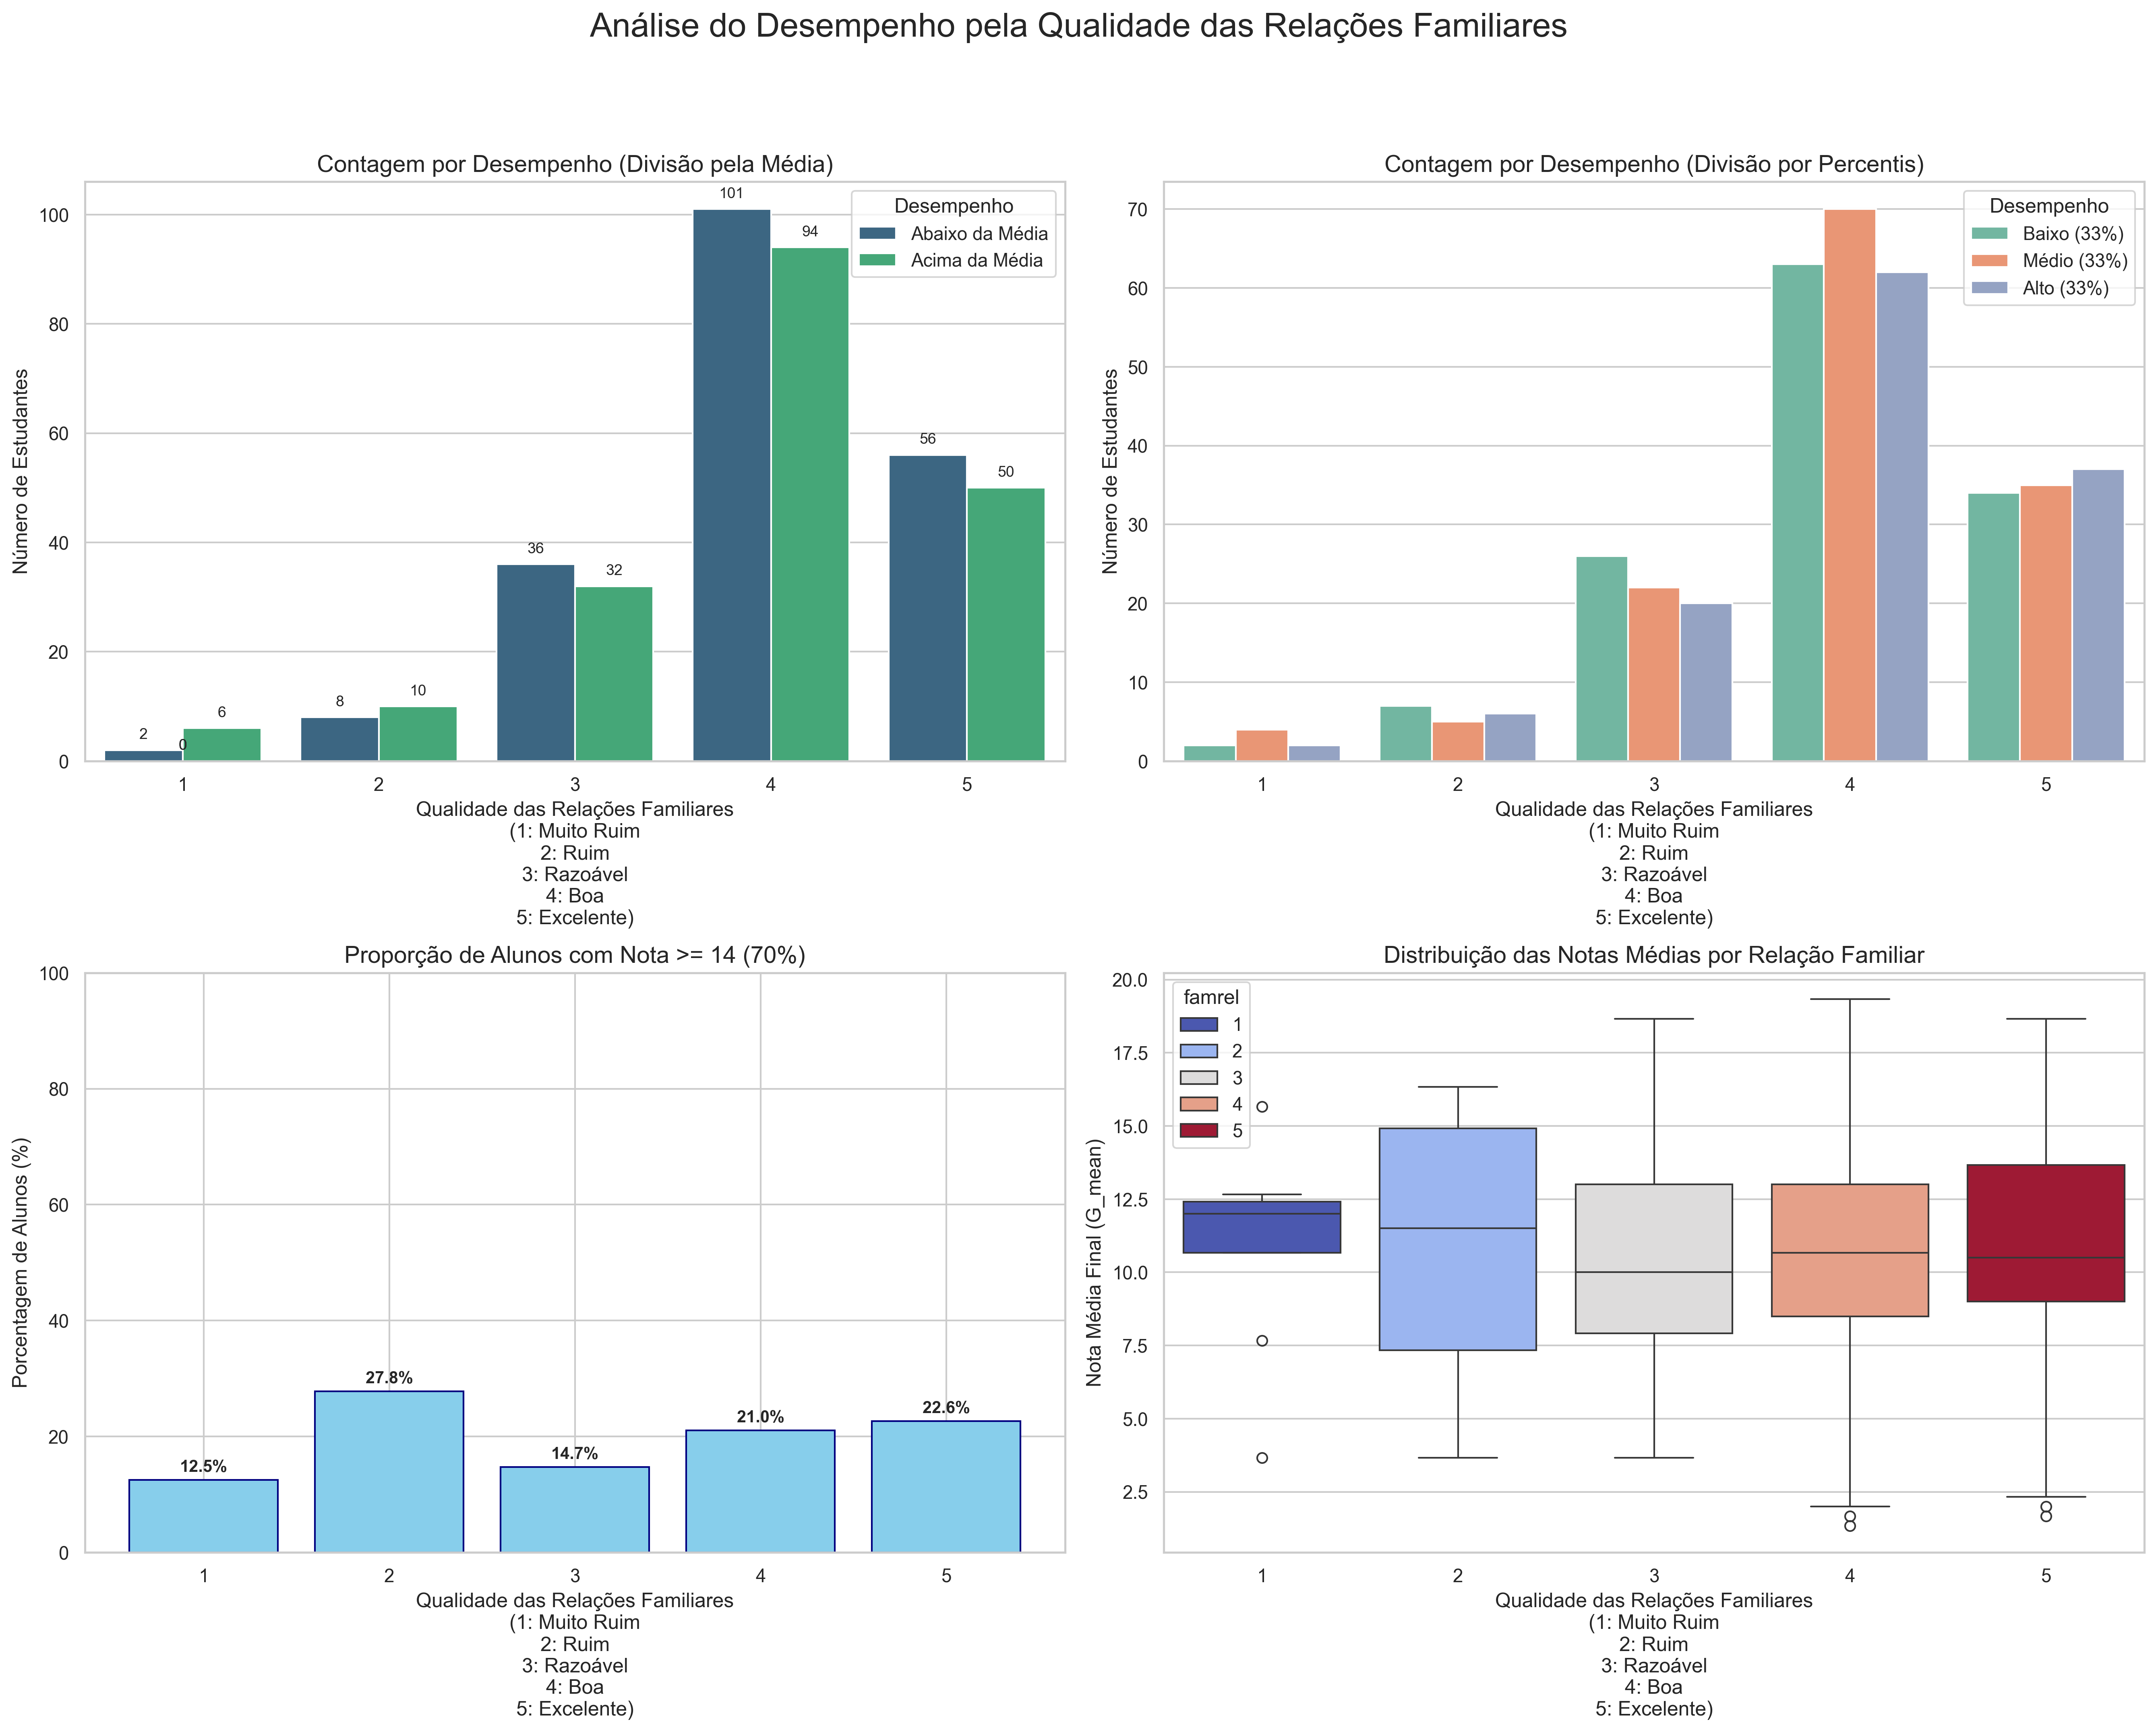 Análise do Desempenho pela Qualidade das Relações Familiares
Contagem por Desempenho (Divisão pela Média)
Número de Estudantes
100
80
60
40
20
0
Desempenho
Abaixo da Média
Acima da Média
2
0
6
8
10
36
32
101
94
56
50
1
2
3
4
5
Qualidade das Relações Familiares
(1: Muito Ruim
2: Ruim
3: Razoável
4: Boa
5: Excelente)
Contagem por Desempenho (Divisão por Percentis)
Número de Estudantes
70
60
50
40
30
20
10
0
Desempenho
Baixo (33%)
Médio (33%)
Alto (33%)
1
2
3
4
5
Qualidade das Relações Familiares
(1: Muito Ruim
2: Ruim
3: Razoável
4: Boa
5: Excelente)
Proporção de Alunos com Nota >= 14 (70%)
Porcentagem de Alunos (%)
100
80
60
40
20
0
12.5%
27.8%
14.7%
21.0%
22.6%
1
2
3
4
5
Qualidade das Relações Familiares
(1: Muito Ruim
2: Ruim
3: Razoável
4: Boa
5: Excelente)
Distribuição das Notas Médias por Relação Familiar
Nota Média Final (G_mean)
20.0
17.5
15.0
12.5
10.0
7.5
5.0
2.5
famrel
1
2
3
4
5
1
2
3
4
5
Qualidade das Relações Familiares
(1: Muito Ruim
2: Ruim
3: Razoável
4: Boa
5: Excelente)